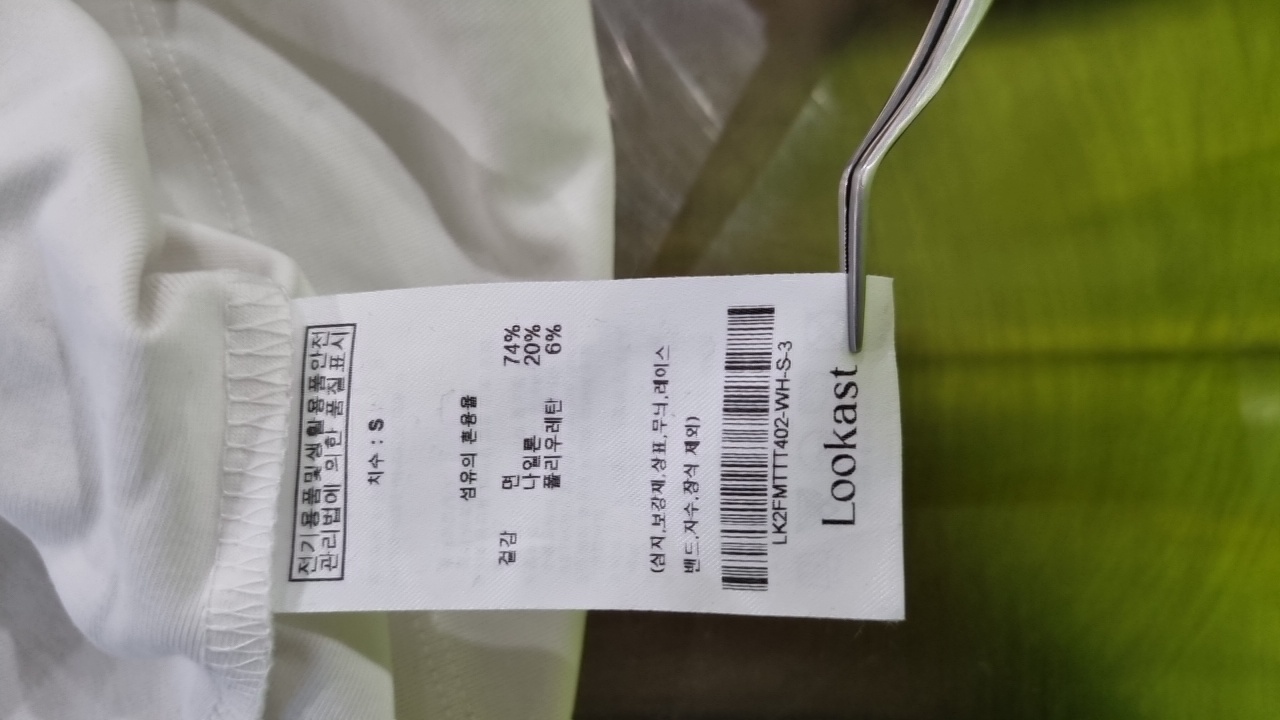 전기용품및생활용품안전
관리법에 의한 품질표시
치수 : S
섬유의 혼용율
겉감 면 74%
나일론 20%
폴리우레탄 6%
(심지,보강재,상표,무늬,레이스
밴드,자수,장식 제외)
LK2FMTTT402-WH-S-3
Lookast